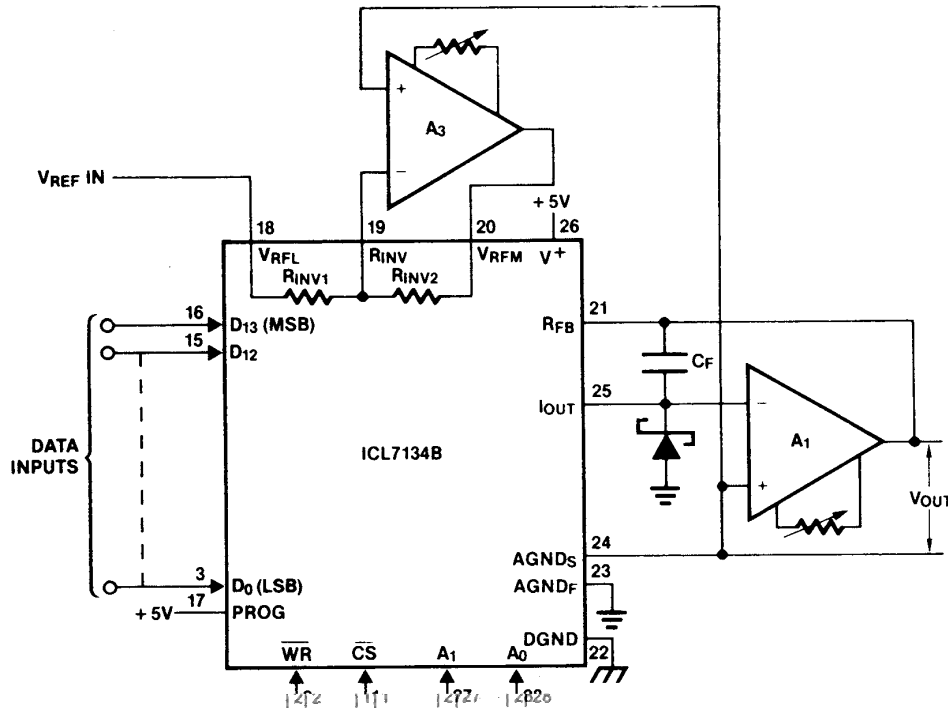 A3
+
−
VREF IN
+5V
18
19
20
26
VRFL
RINV
VRFM
V+
RINV1
RINV2
16
D13 (MSB)
15
D12
21
RFB
CF
25
IOUT
−
A1
+
DATA
INPUTS
ICL7134B
VOUT
24
AGNDS
23
AGNDF
3
D0 (LSB)
17
+5V
PROG
DGND
22
WR
CS
A1
A0